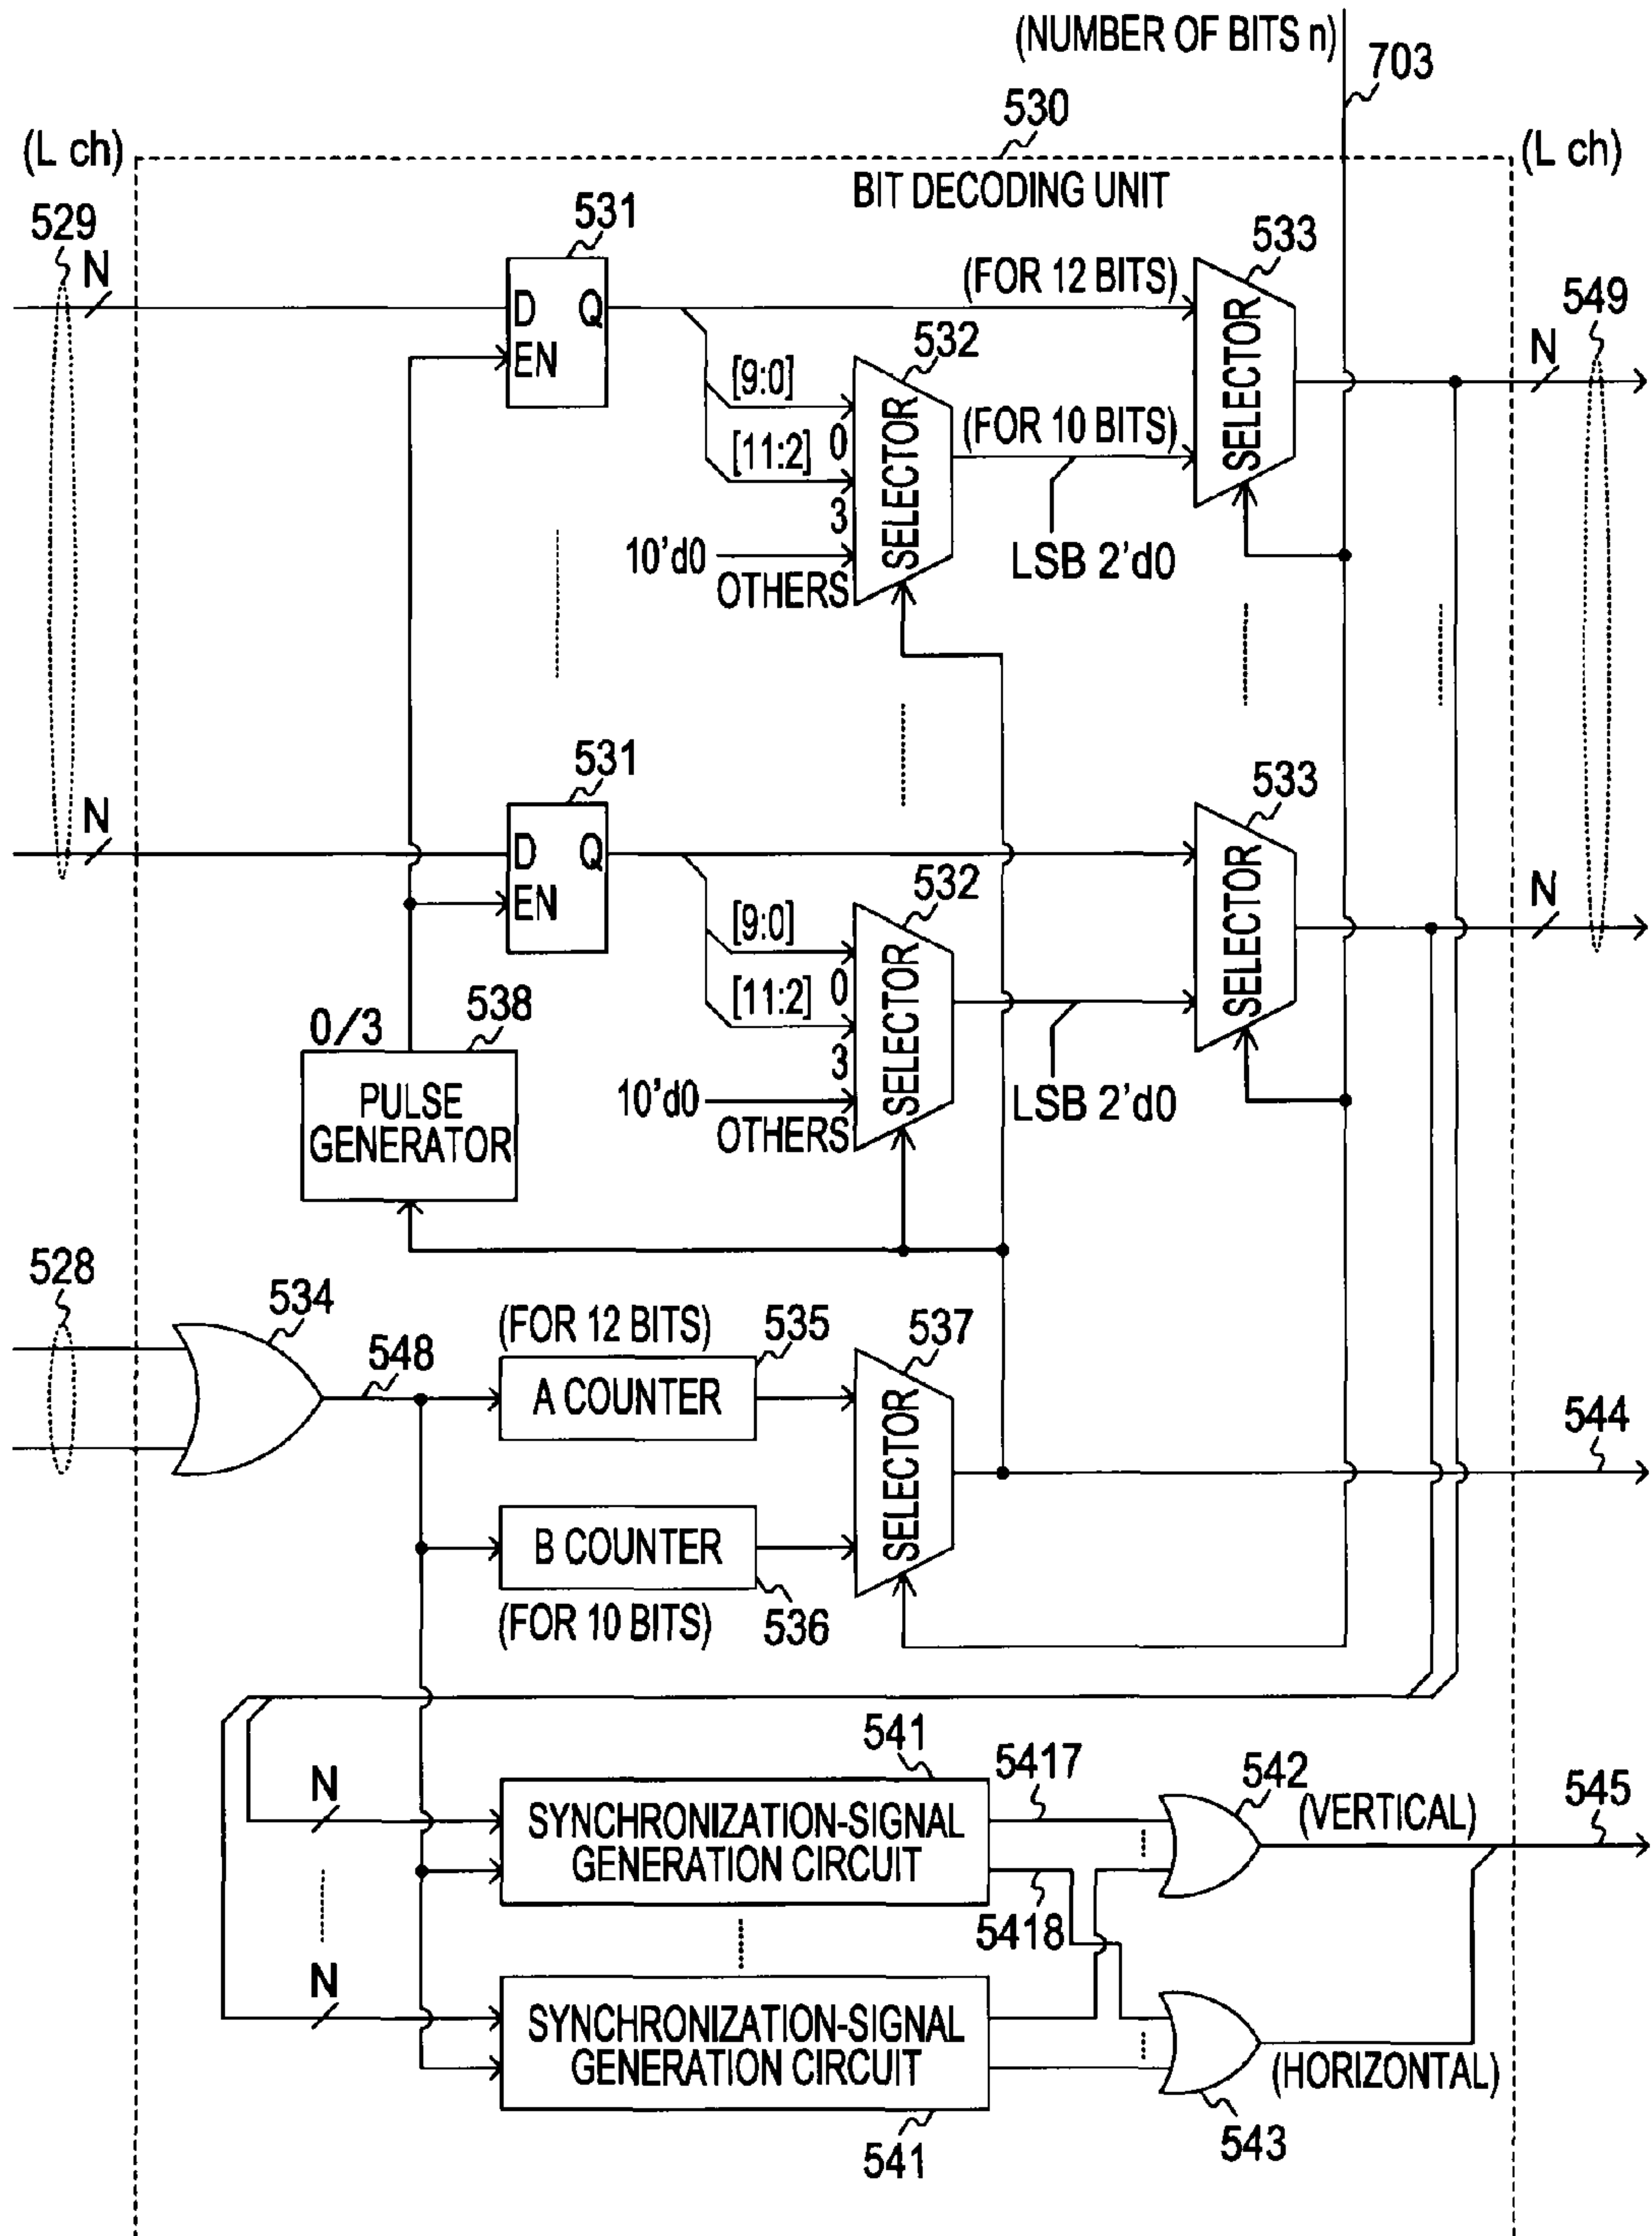 (NUMBER OF BITS n)
703
530
(L ch)
(L ch)
BIT DECODING UNIT
529
N
531
D Q
EN
(FOR 12 BITS)
533
SELECTOR
549
N
532
[9:0]
0
[11:2]
3
10'd0
OTHERS
SELECTOR
(FOR 10 BITS)
LSB 2'd0
N
531
D Q
EN
533
SELECTOR
N
532
[9:0]
0
[11:2]
3
10'd0
OTHERS
SELECTOR
LSB 2'd0
0/3
538
PULSE
GENERATOR
528
534
548
(FOR 12 BITS)
535
A COUNTER
537
SELECTOR
544
B COUNTER
(FOR 10 BITS)
536
541
N
SYNCHRONIZATION-SIGNAL
GENERATION CIRCUIT
5417
5418
542
(VERTICAL)
545
N
SYNCHRONIZATION-SIGNAL
GENERATION CIRCUIT
541
(HORIZONTAL)
543